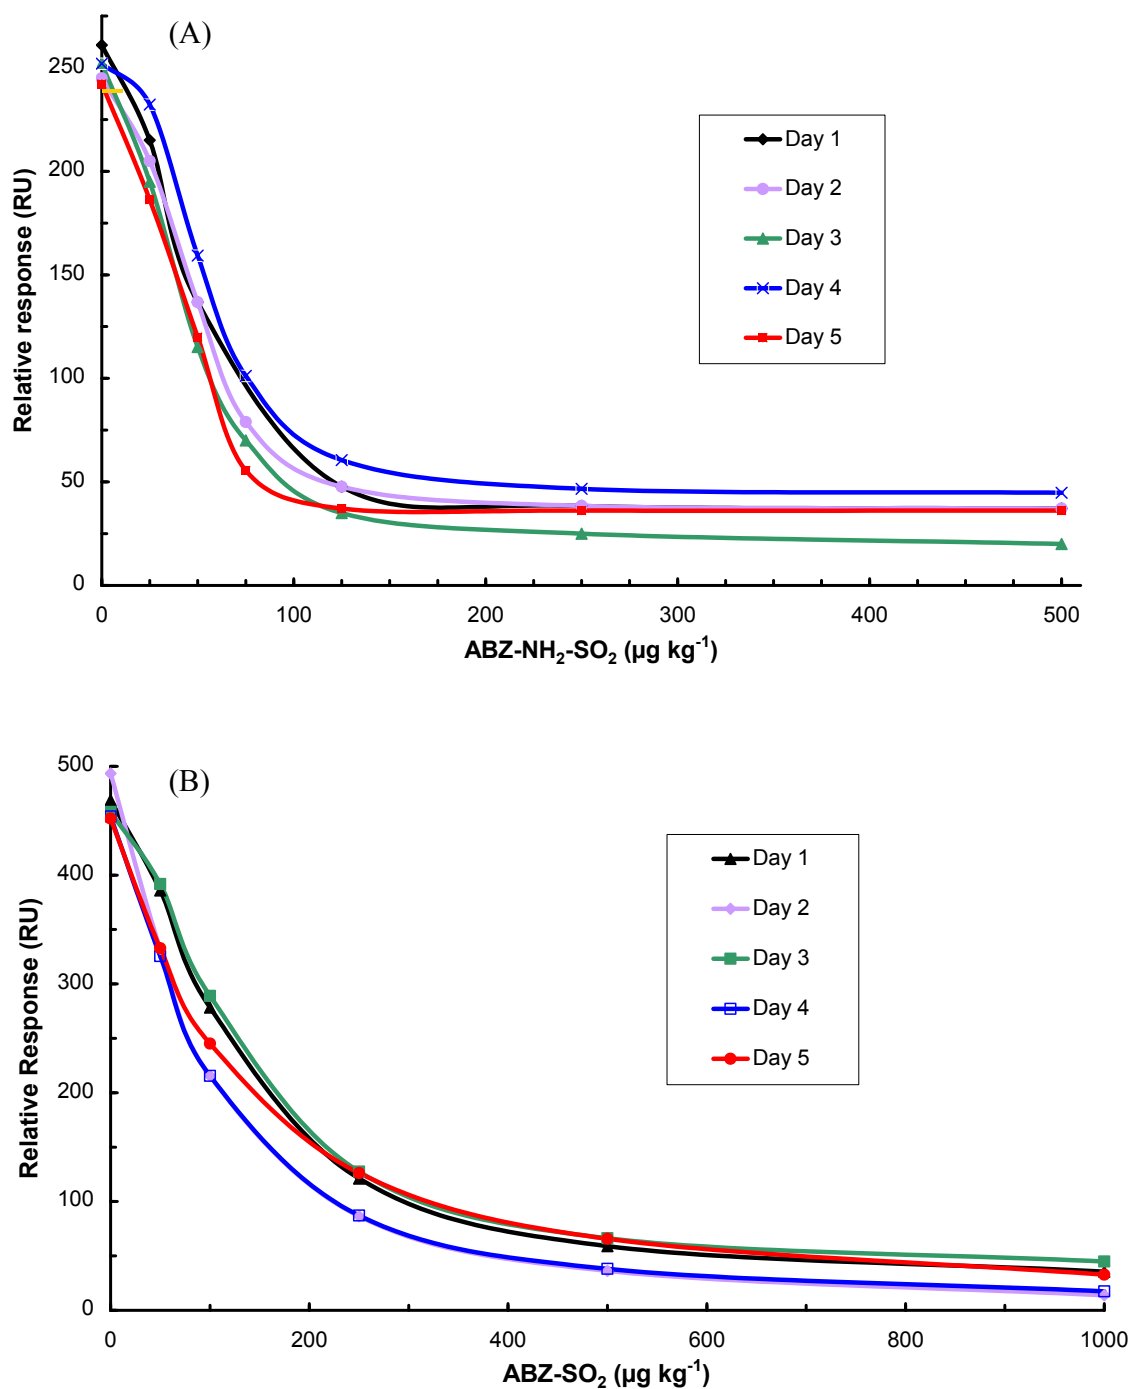 (A)
250
200
150
100
50
0
Relative response (RU)
Day 1
Day 2
Day 3
Day 4
Day 5
0 100 200 300 400 500
ABZ-NH₂-SO₂ (µg kg⁻¹)
(B)
500
400
300
200
100
0
Relative Response (RU)
Day 1
Day 2
Day 3
Day 4
Day 5
0 200 400 600 800 1000
ABZ-SO₂ (µg kg⁻¹)